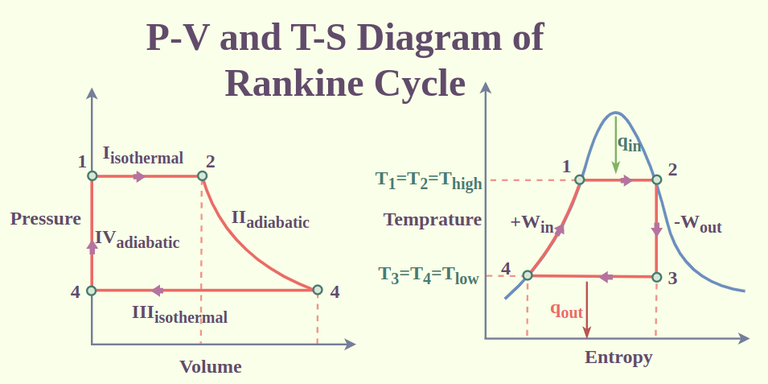 P-V and T-S Diagram of
Rankine Cycle
1
Iisothermal
2
Pressure
IVadiabatic
IIadiabatic
4
4
IIIisothermal
Volume
qin
1
2
T1=T2=Thigh
Temprature
+Win
-Wout
T3=T4=Tlow
4
3
qout
Entropy